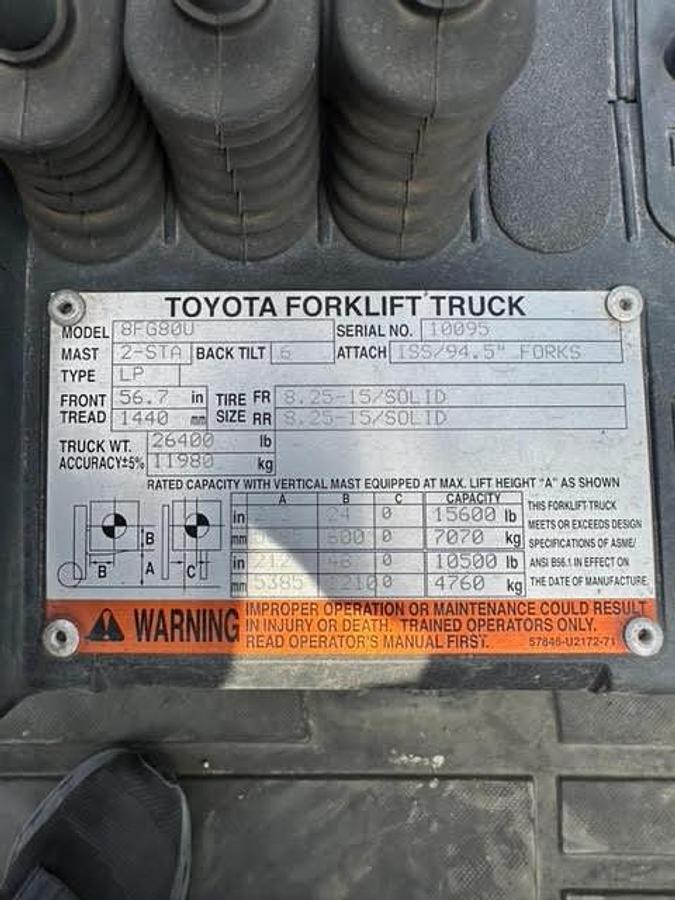 TOYOTA FORKLIFT TRUCK
MODEL 8FG80U SERIAL NO. 10095
MAST 2-STA BACK TILT 6 ATTACH ISS/94.5" FORKS
TYPE LP
FRONT TREAD 56.7 in TIRE SIZE FR 8.25-15/SOLID
1440 mm RR 8.25-15/SOLID
TRUCK WT. 26400 lb
ACCURACY±5% 11980 kg
RATED CAPACITY WITH VERTICAL MAST EQUIPPED AT MAX. LIFT HEIGHT "A" AS SHOWN
A B C CAPACITY
in 24 0 15600 lb
mm 600 0 7070 kg
in 212 48 0 10500 lb
mm 5385 1210 0 4760 kg
B
B A C
THIS FORKLIFT TRUCK
MEETS OR EXCEEDS DESIGN
SPECIFICATIONS OF ASME/
ANSI B56.1 IN EFFECT ON
THE DATE OF MANUFACTURE.
WARNING
IMPROPER OPERATION OR MAINTENANCE COULD RESULT
IN INJURY OR DEATH. TRAINED OPERATORS ONLY.
READ OPERATOR'S MANUAL FIRST. 57846-U2172-71